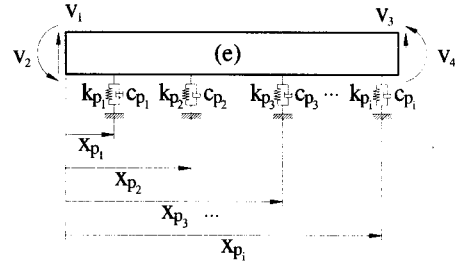 v₁ v₃
v₂ (e) v₄
kp₁ cp₁ kp₂ cp₂ kp₃ cp₃ ... kpᵢ cpᵢ
xp₁
xp₂
xp₃ ...
xpᵢ